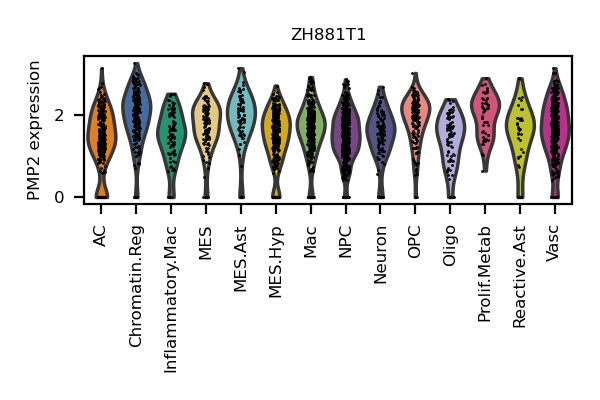 ZH881T1
PMP2 expression
2
0
AC
Chromatin.Reg
Inflammatory.Mac
MES
MES.Ast
MES.Hyp
Mac
NPC
Neuron
OPC
Oligo
Prolif.Metab
Reactive.Ast
Vasc